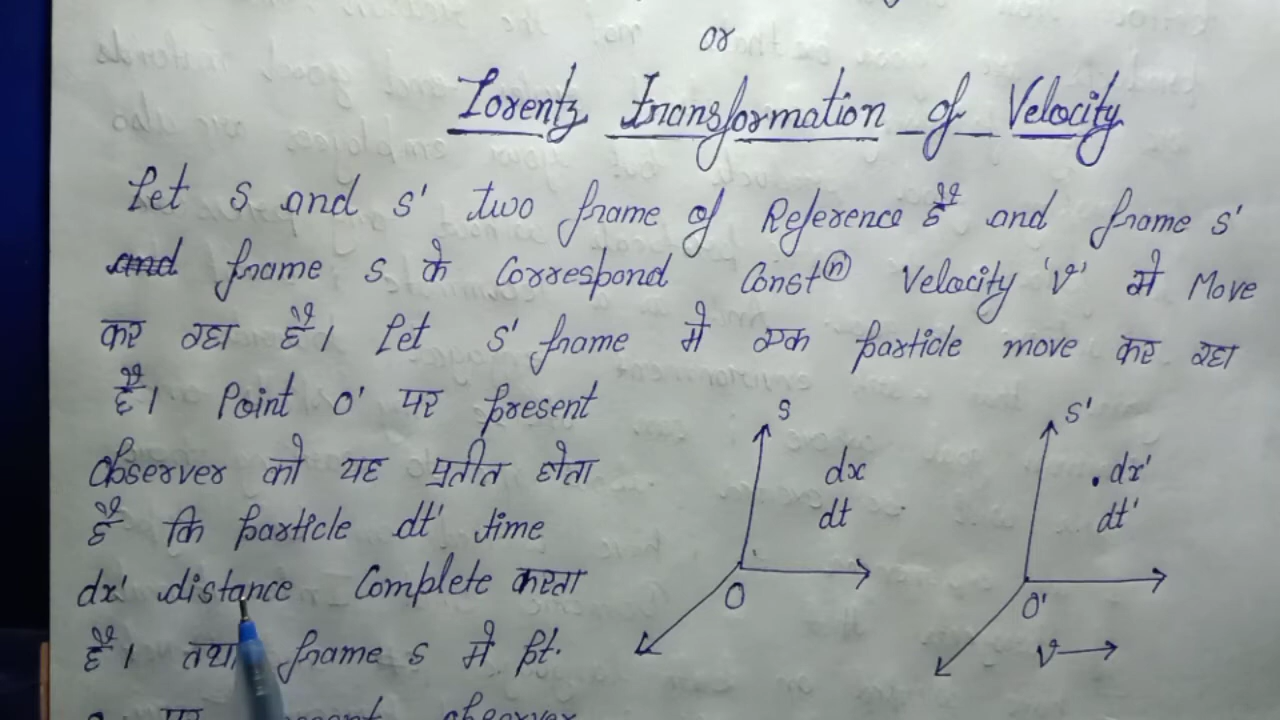 or
Lorentz transformation of Velocity
Let S and S' two frame of Reference हैं and frame S'
and frame S के Correspond Constⁿ Velocity 'v' से Move
कर रहा हैं। Let S' frame में एक particle move कर रहा
हैं। Point O' पर present
Observer को यह प्रतीत होता
हैं कि particle dt' time
dx' distance Complete करता
हैं। तथा frame S में pt.
observer
S
dx
dt
O
S'
.dx'
dt'
O'
v